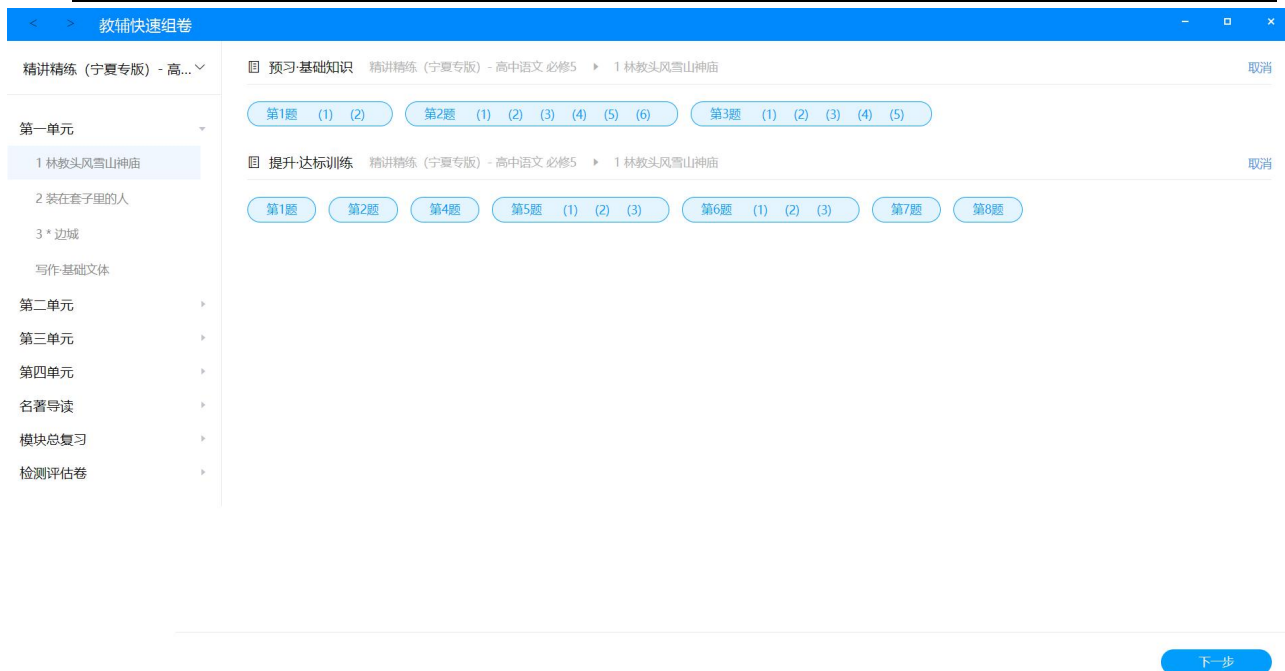 教辅快速组卷
精讲精练（宁夏专版）- 高...
第一单元
1 林教头风雪山神庙
2 装在套子里的人
3 * 边城
写作·基础文体
第二单元
第三单元
第四单元
名著导读
模块总复习
检测评估卷
预习·基础知识 精讲精练（宁夏专版）- 高中语文 必修5 1 林教头风雪山神庙 取消
第1题 (1) (2) 第2题 (1) (2) (3) (4) (5) (6) 第3题 (1) (2) (3) (4) (5)
提升·达标训练 精讲精练（宁夏专版）- 高中语文 必修5 1 林教头风雪山神庙 取消
第1题 第2题 第4题 第5题 (1) (2) (3) 第6题 (1) (2) (3) 第7题 第8题
下一步